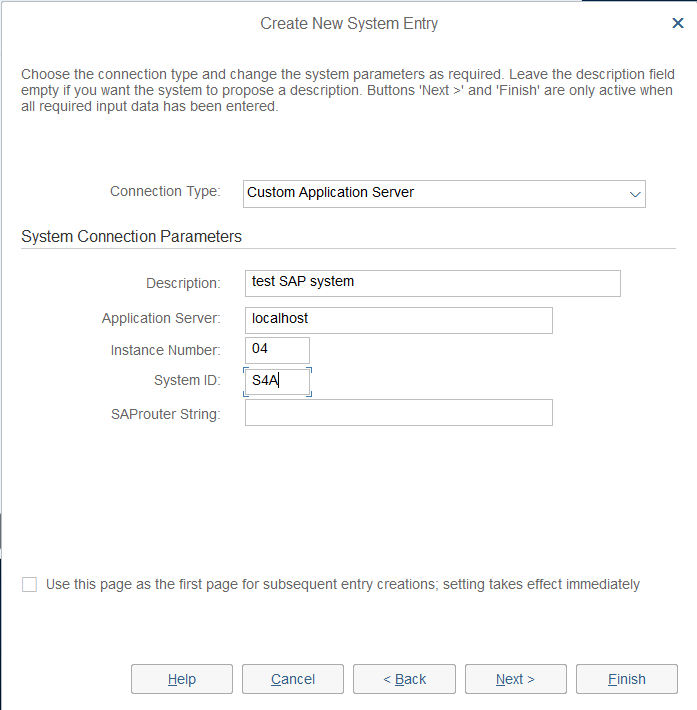 Create New System Entry
Choose the connection type and change the system parameters as required. Leave the description field
empty if you want the system to propose a description. Buttons 'Next >' and 'Finish' are only active when
all required input data has been entered.
Connection Type: Custom Application Server
System Connection Parameters
Description: test SAP system
Application Server: localhost
Instance Number: 04
System ID: S4A
SAProuter String:
Use this page as the first page for subsequent entry creations; setting takes effect immediately
Help Cancel < Back Next > Finish